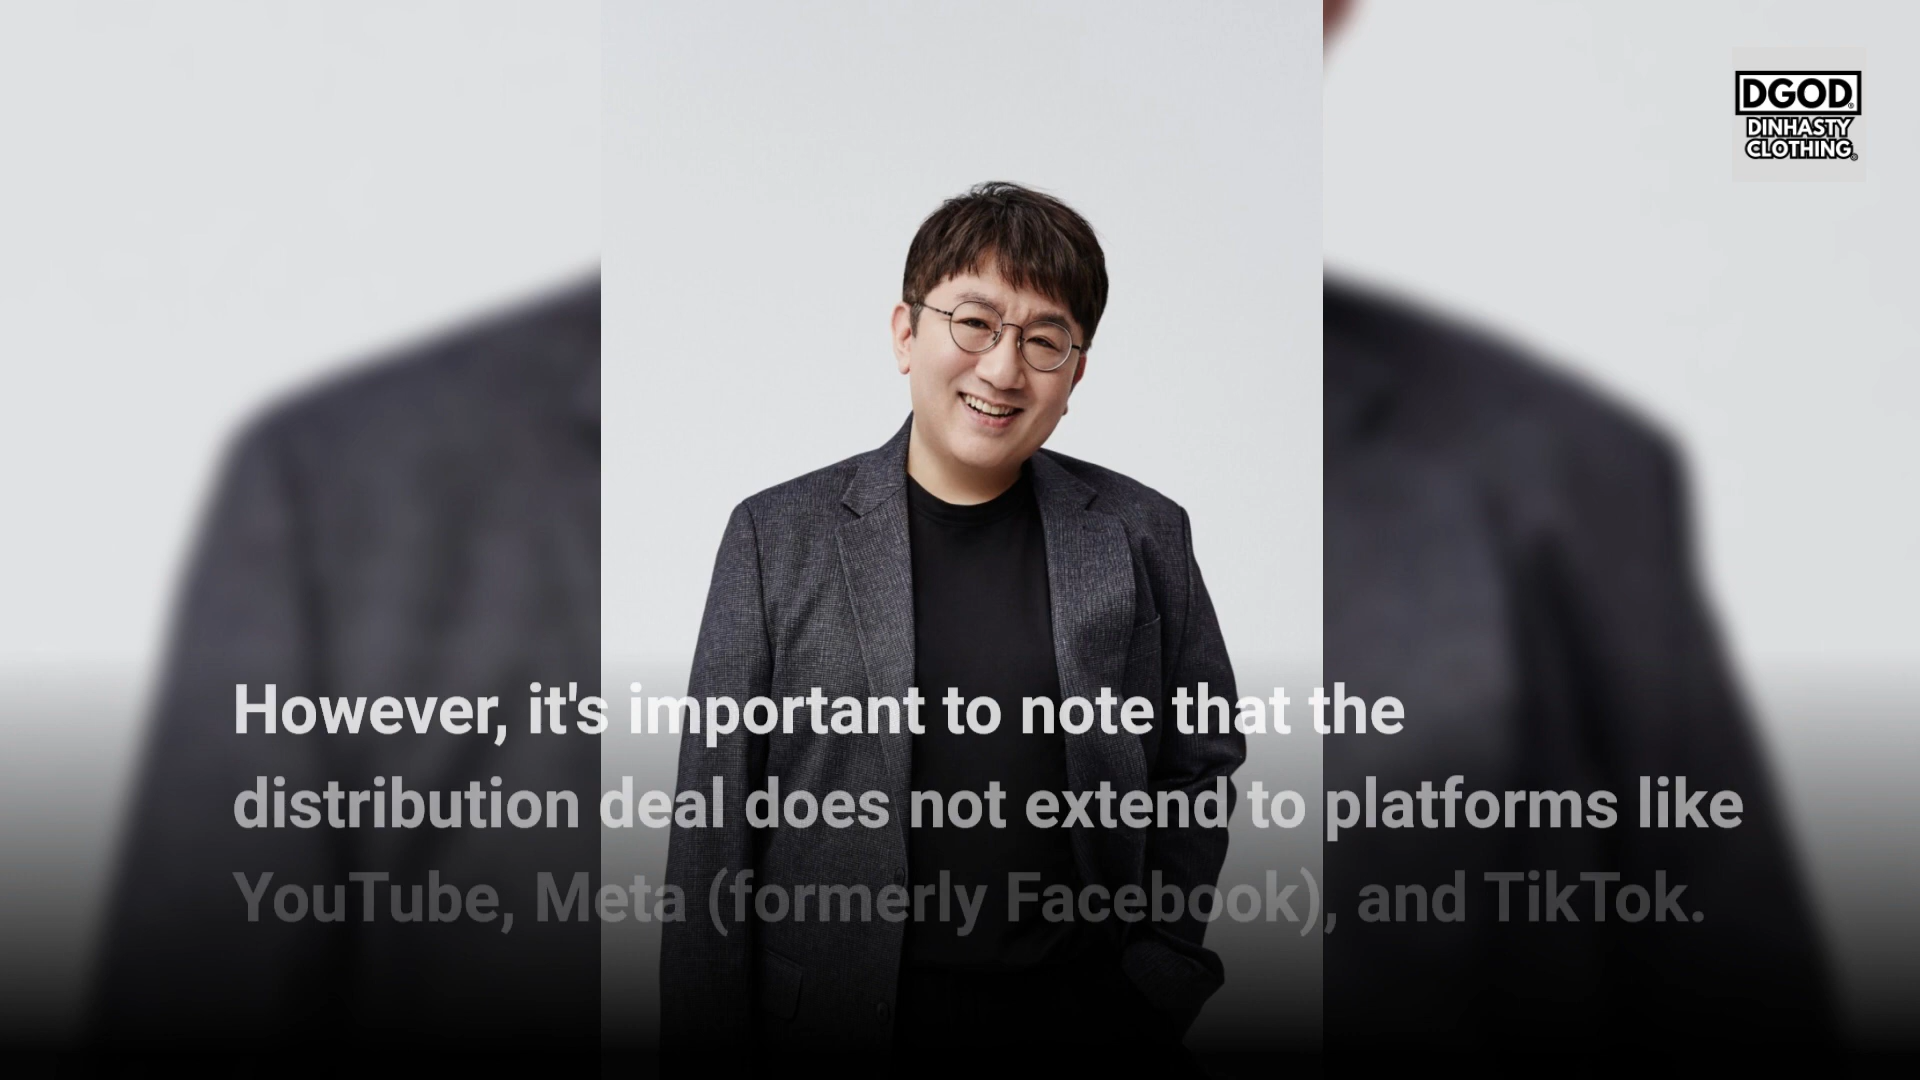 DGOD®
DINHASTY
CLOTHING®
However, it's important to note that the
distribution deal does not extend to platforms like
YouTube, Meta (formerly Facebook), and TikTok.